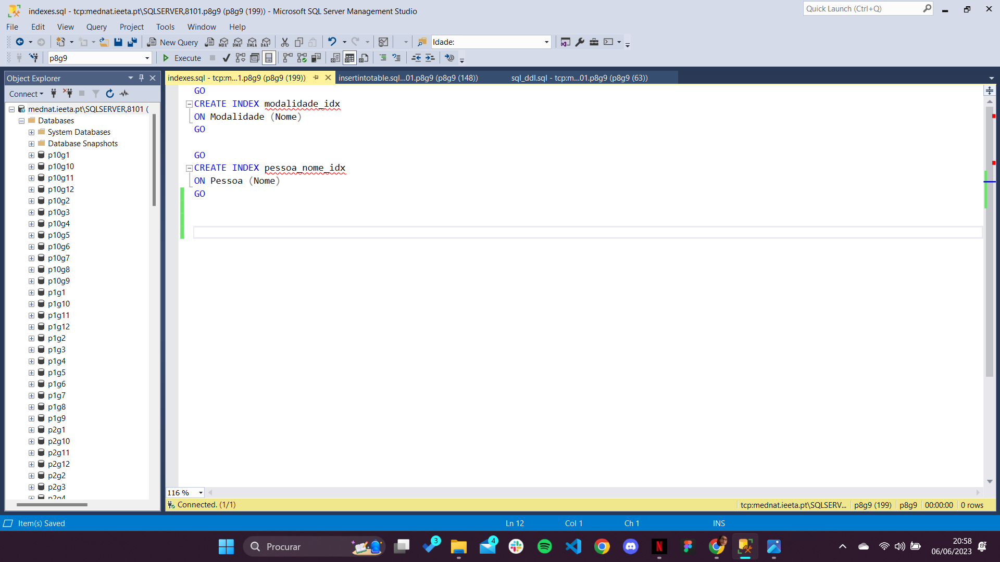 indexes.sql - tcp:mednat.ieeta.pt\SQLSERVER,8101.p8g9 (p8g9 (199)) - Microsoft SQL Server Management Studio
Quick Launch (Ctrl+Q)
File Edit View Query Project Tools Window Help
New Query MDX DMX XMLA DAX Idade:
p8g9 Execute
Object Explorer
indexes.sql - tcp:m...1.p8g9 (p8g9 (199)) insertintotable.sql...01.p8g9 (p8g9 (148)) sql_ddl.sql - tcp:m...01.p8g9 (p8g9 (63))
Connect
mednat.ieeta.pt\SQLSERVER,8101 (
Databases
System Databases
Database Snapshots
p10g1
p10g10
p10g11
p10g12
p10g2
p10g3
p10g4
p10g5
p10g6
p10g7
p10g8
p10g9
p1g1
p1g10
p1g11
p1g12
p1g2
p1g3
p1g4
p1g5
p1g6
p1g7
p1g8
p1g9
p2g1
p2g10
p2g11
p2g12
p2g2
p2g3
p2g4
GO
CREATE INDEX modalidade_idx
ON Modalidade (Nome)
GO
GO
CREATE INDEX pessoa_nome_idx
ON Pessoa (Nome)
GO
116 %
Connected. (1/1)
tcp:mednat.ieeta.pt\SQLSERV... p8g9 (199) p8g9 00:00:00 0 rows
Item(s) Saved Ln 12 Col 1 Ch 1 INS
Procurar
3
4
20:58
06/06/2023